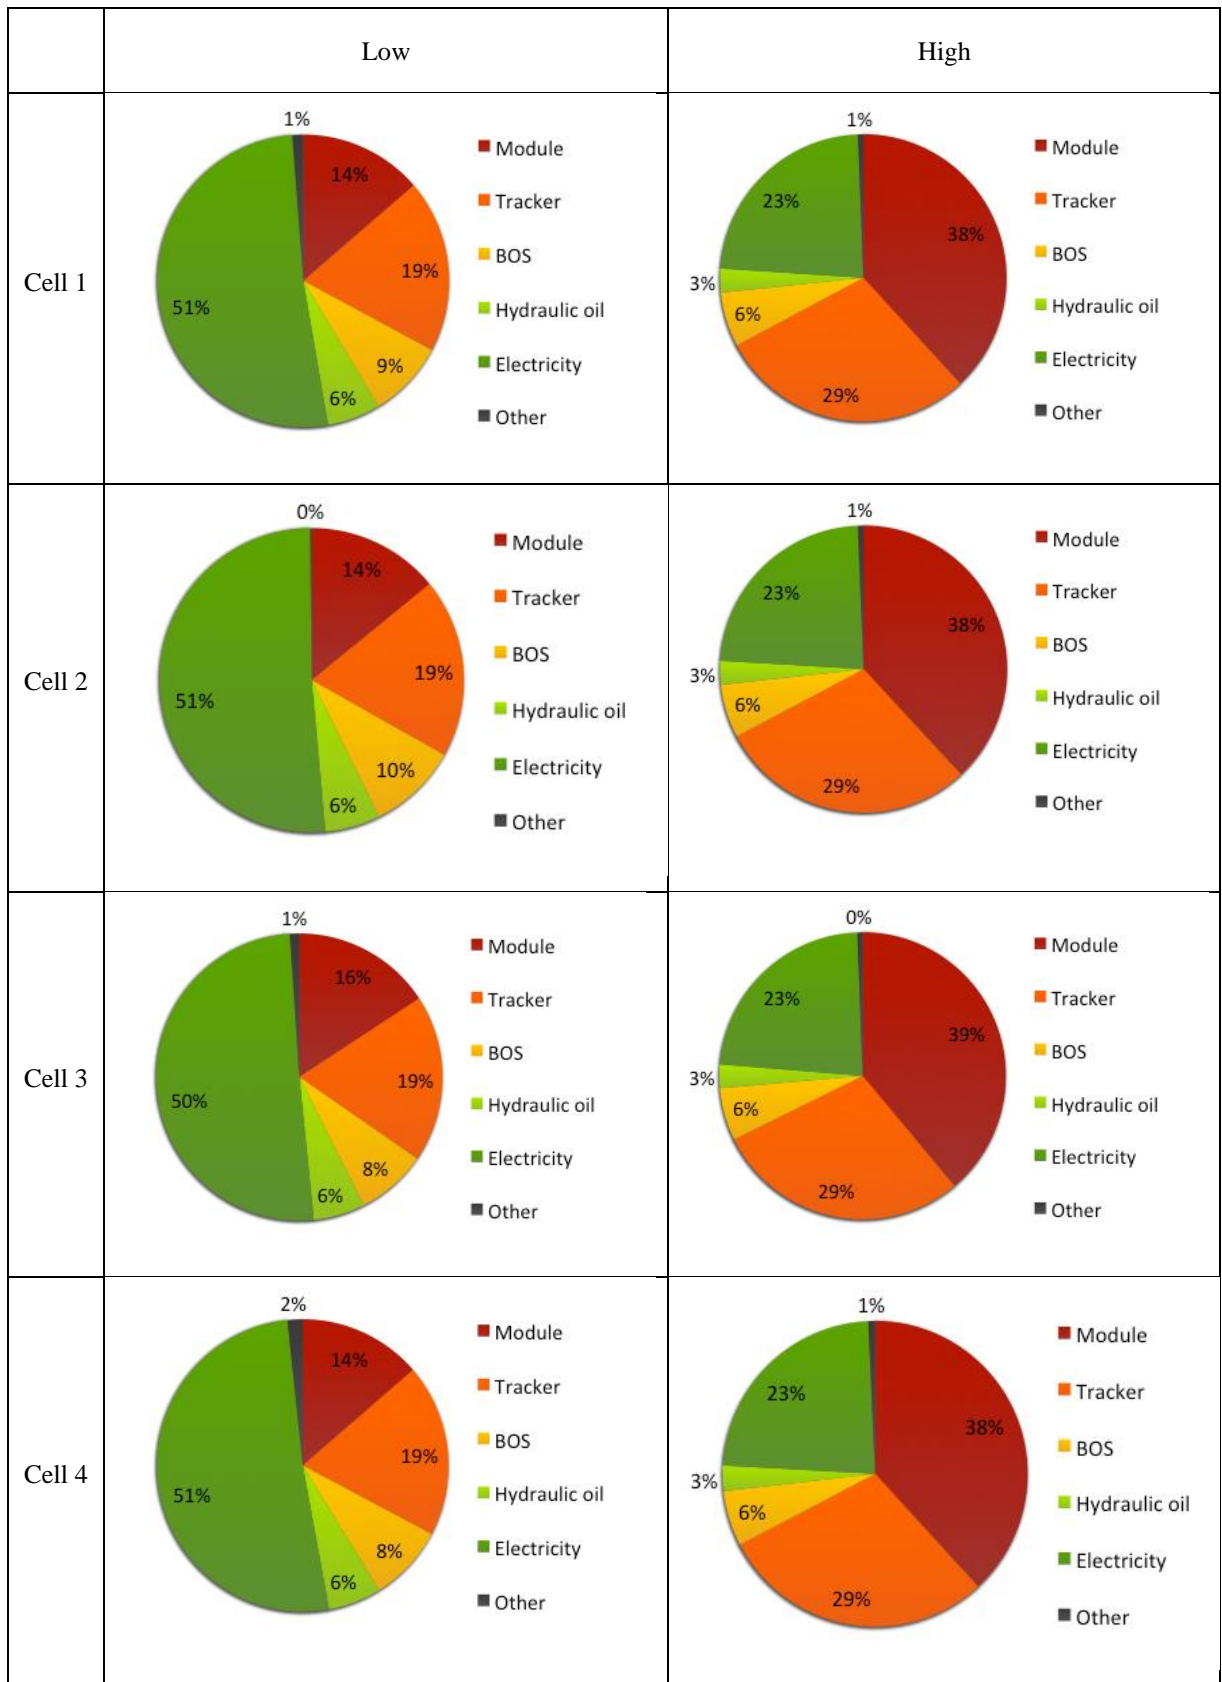 Low
High
Cell 1
1%
14%
19%
9%
6%
51%
Module
Tracker
BOS
Hydraulic oil
Electricity
Other
1%
38%
29%
6%
3%
23%
Module
Tracker
BOS
Hydraulic oil
Electricity
Other
Cell 2
0%
14%
19%
10%
6%
51%
Module
Tracker
BOS
Hydraulic oil
Electricity
Other
1%
38%
29%
6%
3%
23%
Module
Tracker
BOS
Hydraulic oil
Electricity
Other
Cell 3
1%
16%
19%
8%
6%
50%
Module
Tracker
BOS
Hydraulic oil
Electricity
Other
0%
39%
29%
6%
3%
23%
Module
Tracker
BOS
Hydraulic oil
Electricity
Other
Cell 4
2%
14%
19%
8%
6%
51%
Module
Tracker
BOS
Hydraulic oil
Electricity
Other
1%
38%
29%
6%
3%
23%
Module
Tracker
BOS
Hydraulic oil
Electricity
Other